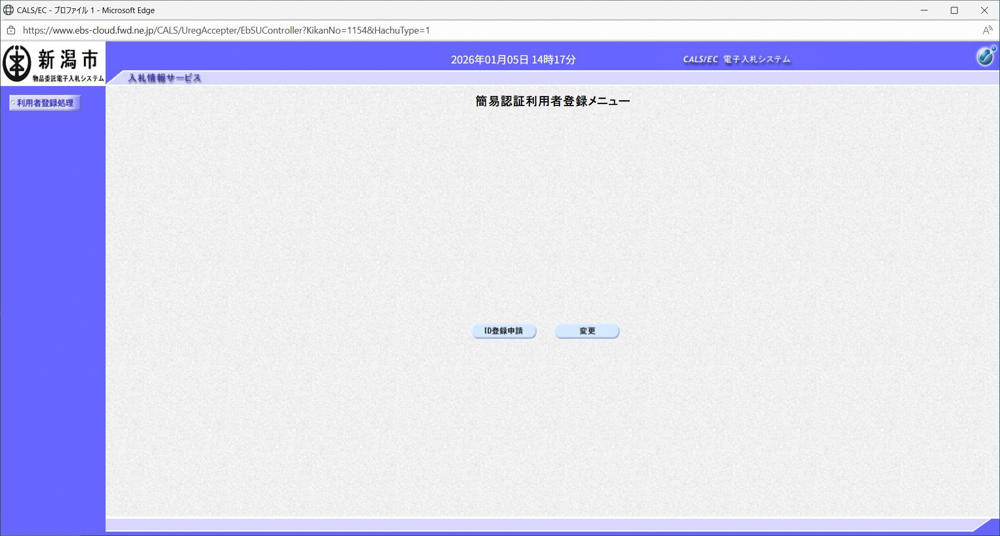 CALS/EC - プロファイル 1 - Microsoft Edge
https://www.ebs-cloud.fwd.ne.jp/CALS/UregAccepter/EbSUController?KikanNo=1154&HachuType=1
新潟市
物品委託電子入札システム
2026年01月05日 14時17分
CALS/EC 電子入札システム
入札情報サービス
利用者登録処理
簡易認証利用者登録メニュー
ID登録申請
変更